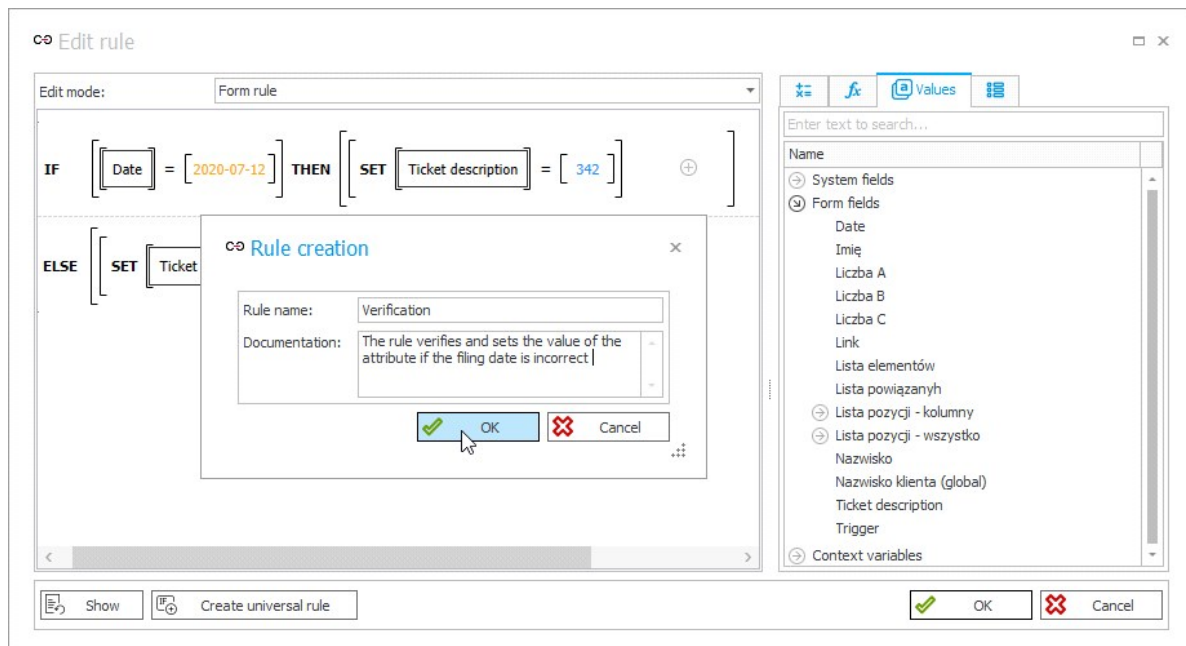 Edit rule
Edit mode:
Form rule
IF [[Date] = [2020-07-12]] THEN [[SET [Ticket description] = [342]]
ELSE [[SET [Ticket
Rule creation
Rule name:
Verification
Documentation:
The rule verifies and sets the value of the
attribute if the filing date is incorrect
OK
Cancel
fx
a Values
Enter text to search...
Name
System fields
Form fields
Date
Imię
Liczba A
Liczba B
Liczba C
Link
Lista elementów
Lista powiązanyh
Lista pozycji - kolumny
Lista pozycji - wszystko
Nazwisko
Nazwisko klienta (global)
Ticket description
Trigger
Context variables
Show
IF Create universal rule
OK
Cancel